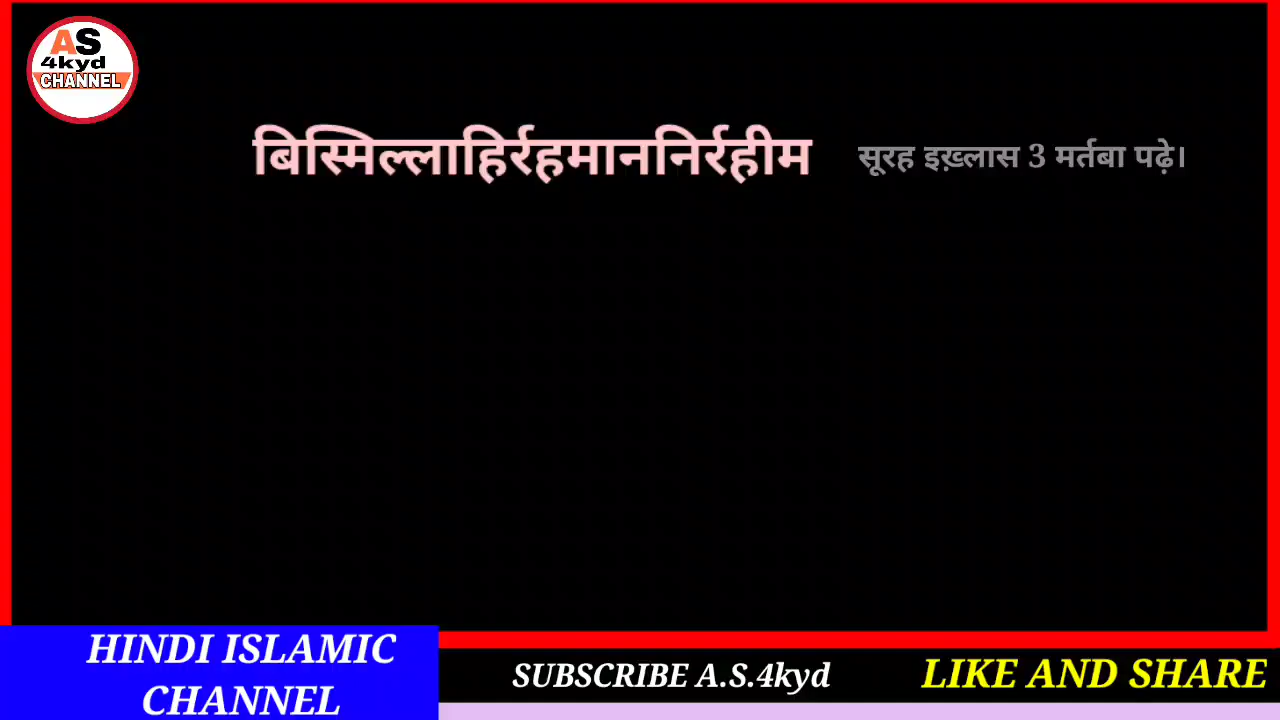 AS
4kyd
CHANNEL
बिस्मिल्लाहिर्रहमाननिर्रहीम सूरह इख़्लास 3 मर्तबा पढ़े।
HINDI ISLAMIC
CHANNEL
SUBSCRIBE A.S.4kyd
LIKE AND SHARE